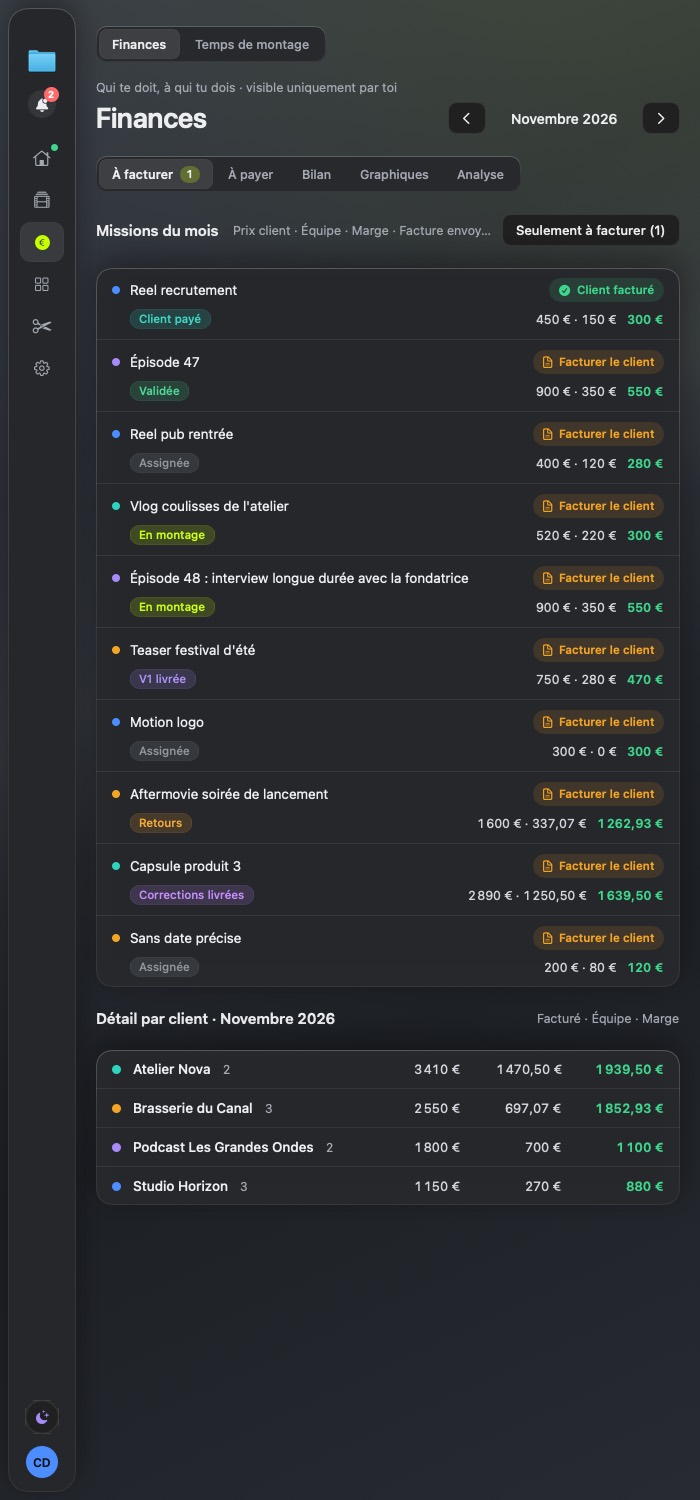 Finances Temps de montage
Qui te doit, à qui tu dois · visible uniquement par toi
2
Finances
Novembre 2026
À facturer 1 À payer Bilan Graphiques Analyse
Missions du mois Prix client · Équipe · Marge · Facture envoy... Seulement à facturer (1)
€
Reel recrutement Client facturé
Client payé 450 € · 150 € 300 €
Épisode 47 Facturer le client
Validée 900 € · 350 € 550 €
Reel pub rentrée Facturer le client
Assignée 400 € · 120 € 280 €
Vlog coulisses de l'atelier Facturer le client
En montage 520 € · 220 € 300 €
Épisode 48 : interview longue durée avec la fondatrice Facturer le client
En montage 900 € · 350 € 550 €
Teaser festival d'été Facturer le client
V1 livrée 750 € · 280 € 470 €
Motion logo Facturer le client
Assignée 300 € · 0 € 300 €
Aftermovie soirée de lancement Facturer le client
Retours 1 600 € · 337,07 € 1 262,93 €
Capsule produit 3 Facturer le client
Corrections livrées 2 890 € · 1 250,50 € 1 639,50 €
Sans date précise Facturer le client
Assignée 200 € · 80 € 120 €
Détail par client · Novembre 2026 Facturé · Équipe · Marge
Atelier Nova 2 3 410 € 1 470,50 € 1 939,50 €
Brasserie du Canal 3 2 550 € 697,07 € 1 852,93 €
Podcast Les Grandes Ondes 2 1 800 € 700 € 1 100 €
Studio Horizon 3 1 150 € 270 € 880 €
CD